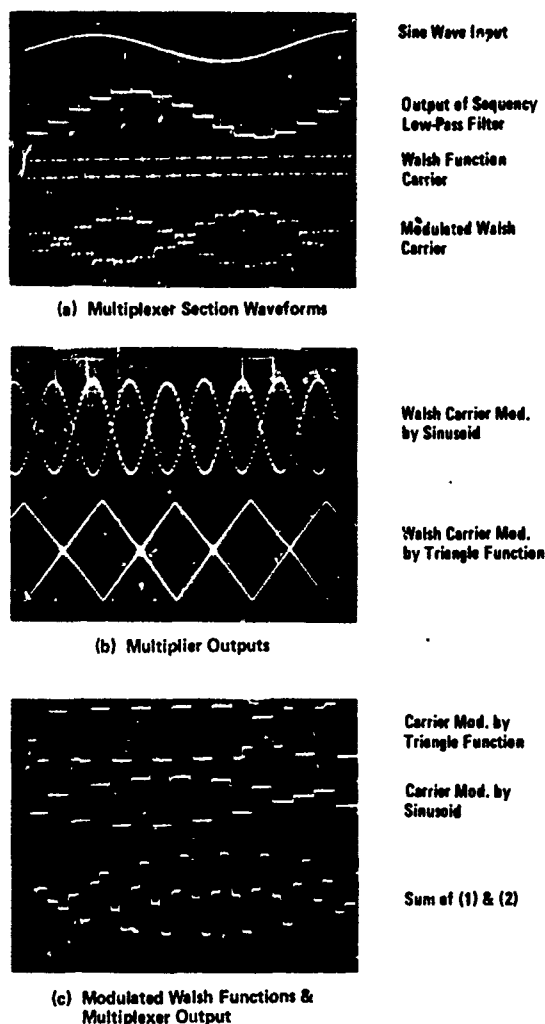 Sine Wave Input
Output of Sequency
Low-Pass Filter
Walsh Function
Carrier
Modulated Walsh
Carrier
(a) Multiplexer Section Waveforms
Walsh Carrier Mod.
by Sinusoid
Walsh Carrier Mod.
by Triangle Function
(b) Multiplier Outputs
Carrier Mod. by
Triangle Function
Carrier Mod. by
Sinusoid
Sum of (1) & (2)
(c) Modulated Walsh Functions &
Multiplexer Output